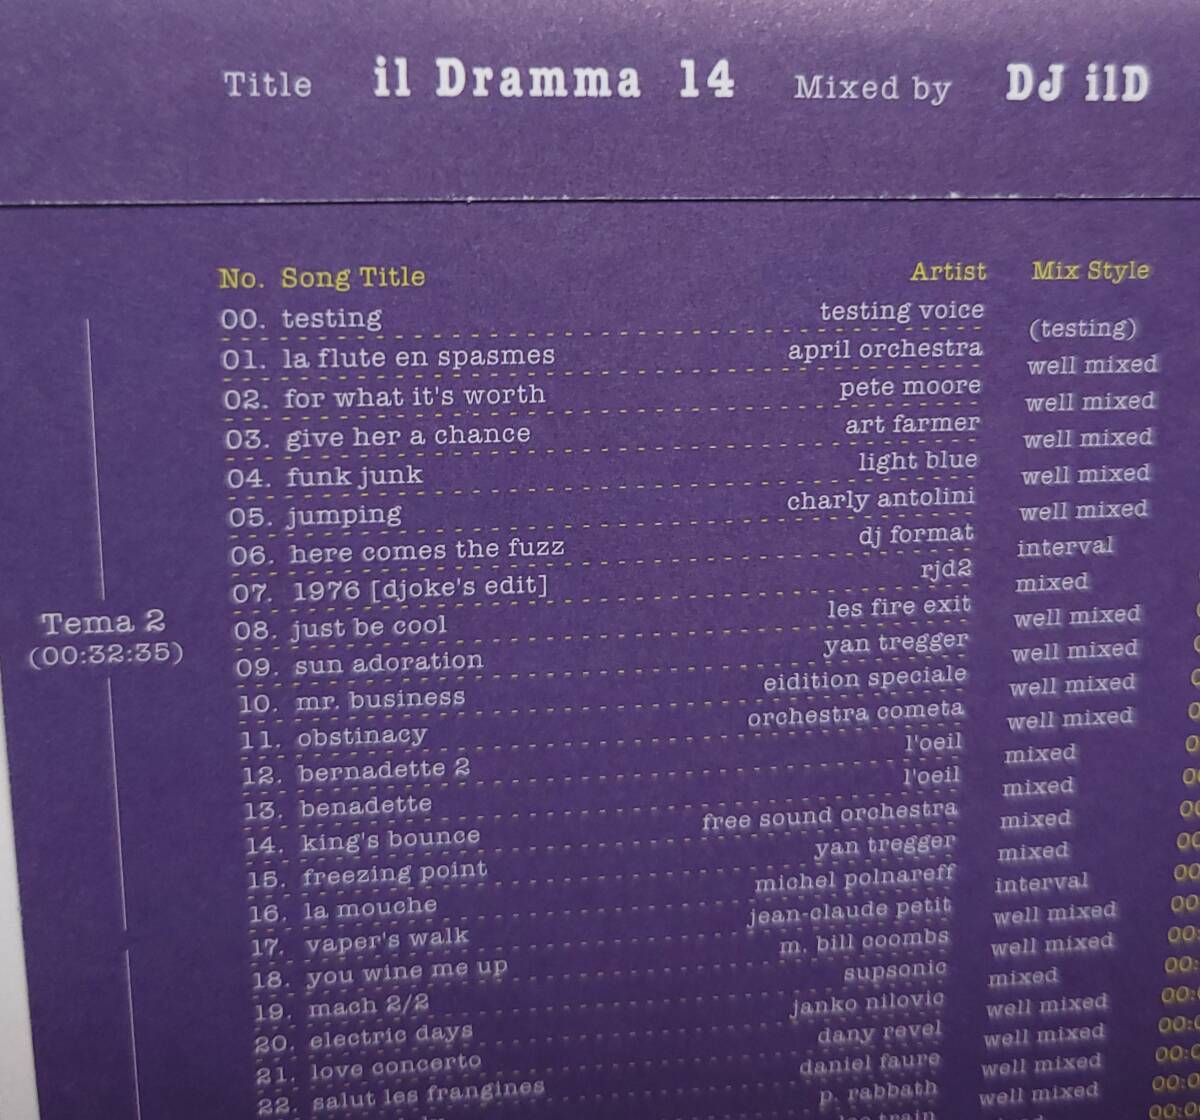 Title il Dramma 14 Mixed by DJ ilD
No. Song Title Artist Mix Style
00. testing testing voice (testing)
01. la flute en spasmes april orchestra well mixed
02. for what it's worth pete moore well mixed
03. give her a chance art farmer well mixed
04. funk junk light blue well mixed
05. jumping charly antolini well mixed
06. here comes the fuzz dj format interval
07. 1976 [djoke's edit] rjd2 mixed
Tema 2
(00:32:35)
08. just be cool les fire exit well mixed
09. sun adoration yan tregger well mixed
10. mr. business eidition speciale well mixed
11. obstinacy orchestra cometa well mixed
12. bernadette 2 l'oeil mixed
13. benadette l'oeil mixed
14. king's bounce free sound orchestra mixed
15. freezing point yan tregger mixed
16. la mouche michel polnareff interval
17. vaper's walk jean-claude petit well mixed
18. you wine me up m. bill coombs well mixed
19. mach 2/2 supsonic mixed
20. electric days janko nilovic well mixed
21. love concerto dany revel well mixed
22. salut les frangines daniel faure well mixed
p. rabbath well mixed
train